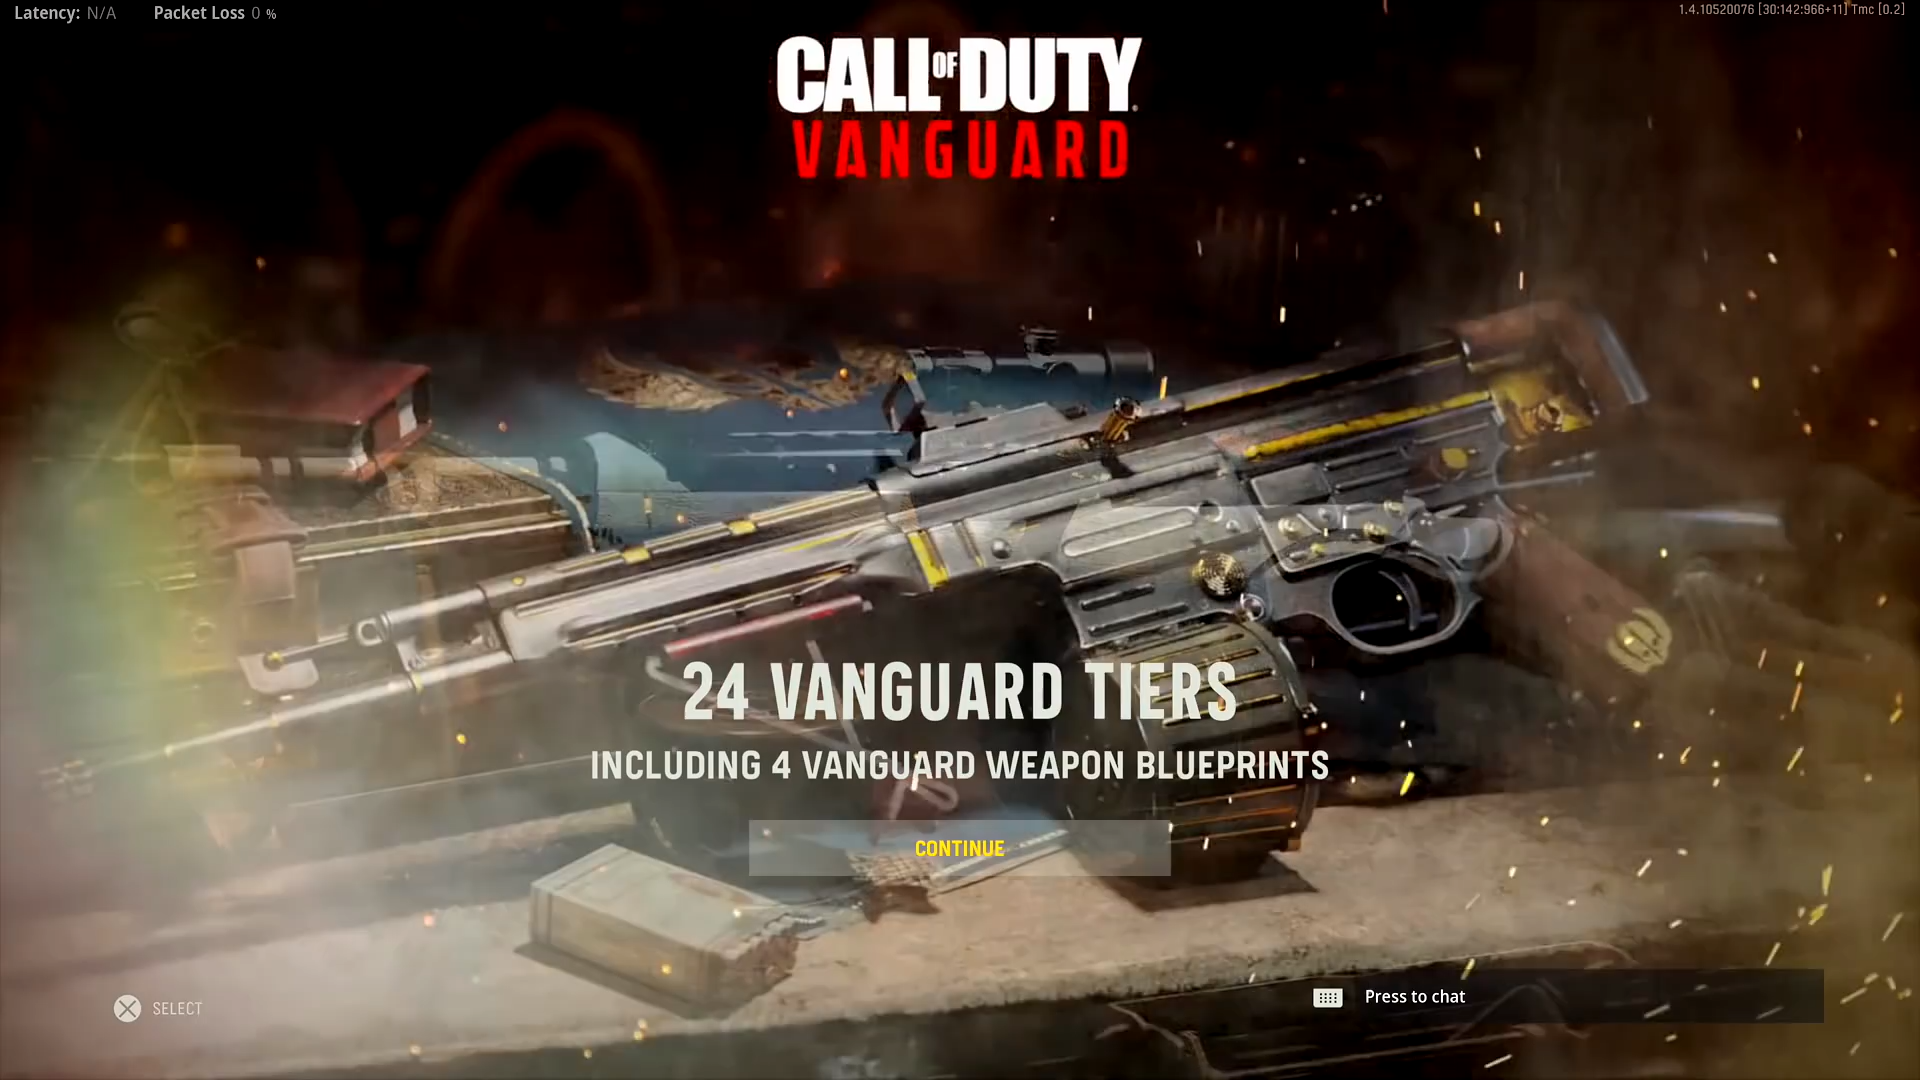 Latency: N/A Packet Loss 0 %
1.4.10520076 [30:142:966+11] Tmc [0.2]
CALL OF DUTY
VANGUARD
24 VANGUARD TIERS
INCLUDING 4 VANGUARD WEAPON BLUEPRINTS
CONTINUE
SELECT
Press to chat